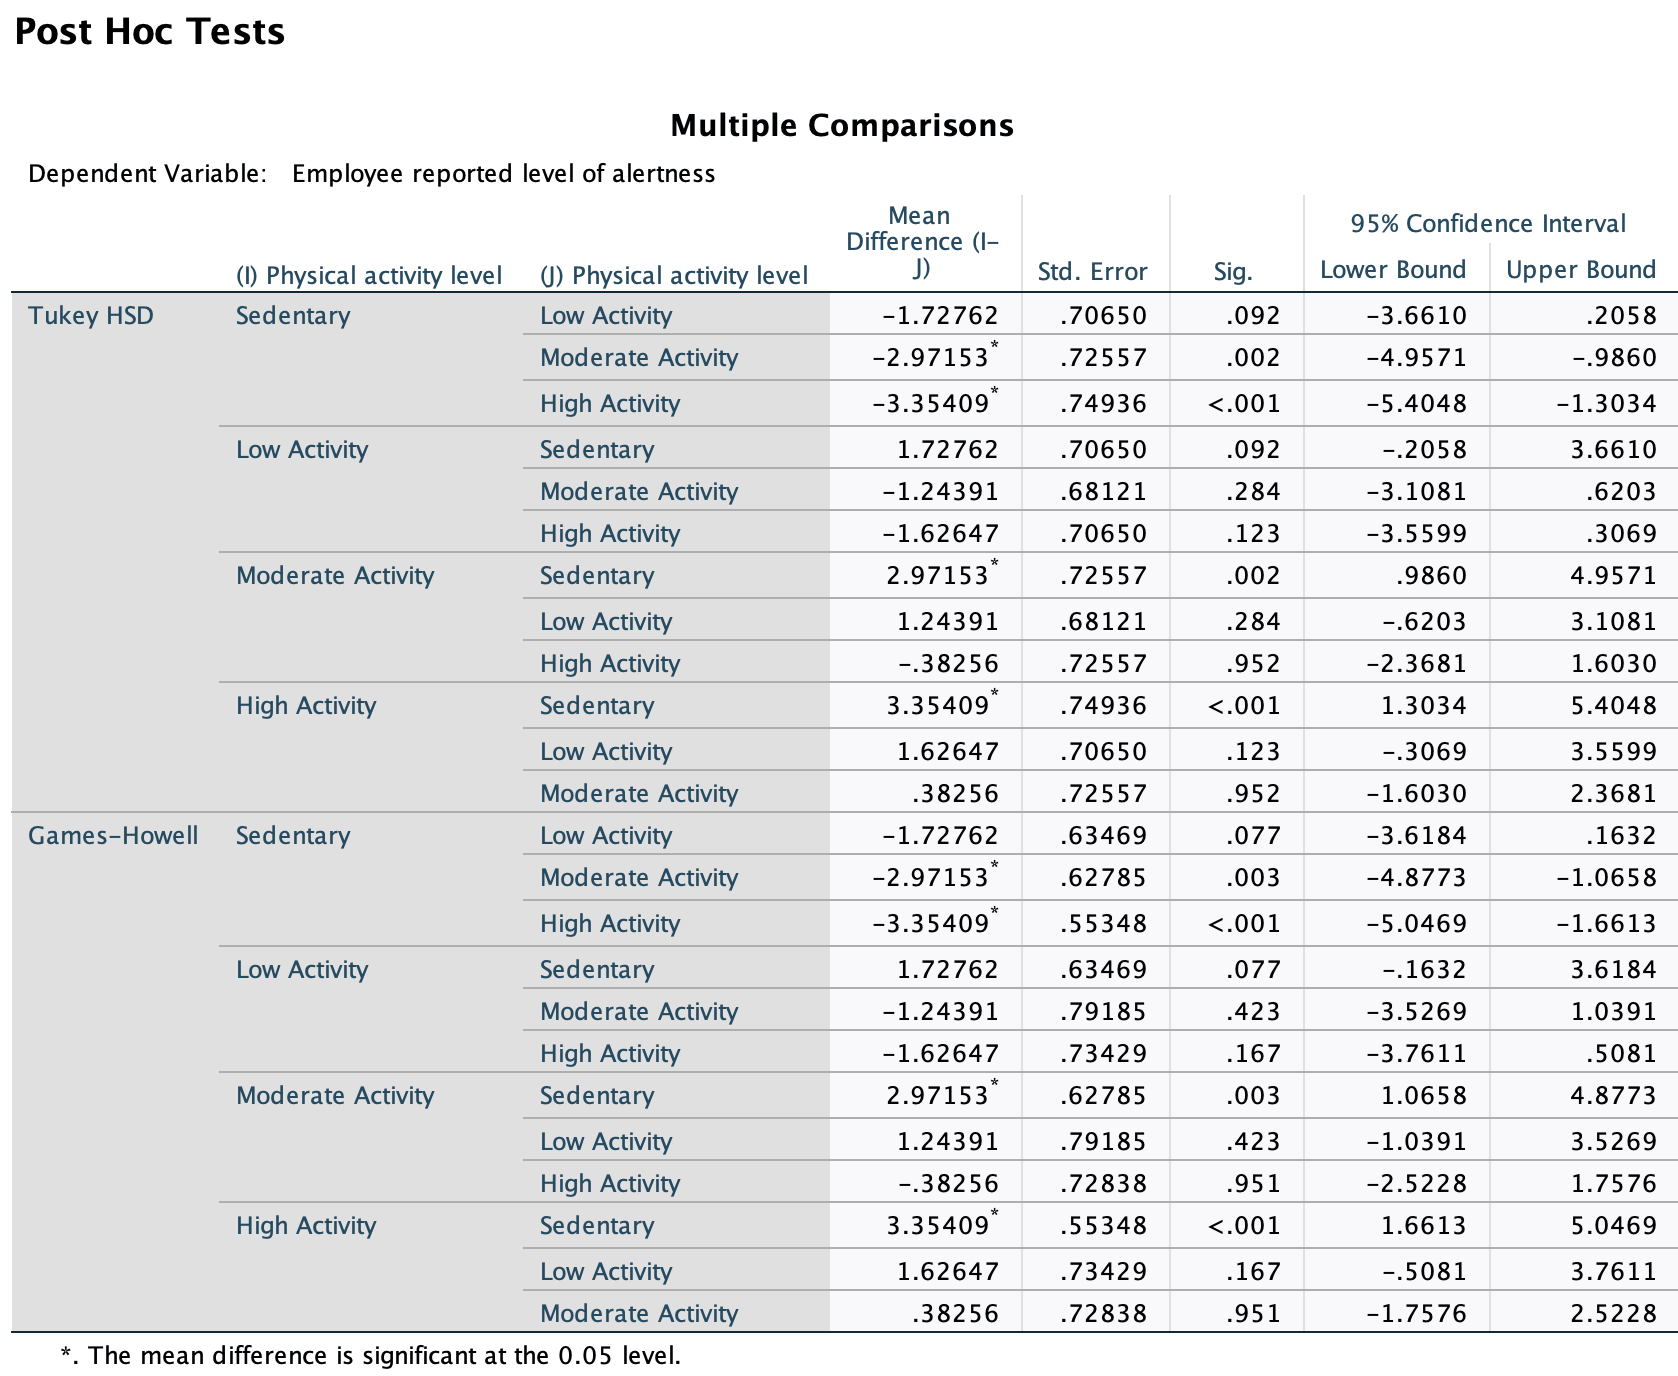 Post Hoc Tests
Multiple Comparisons
Dependent Variable: Employee reported level of alertness
(I) Physical activity level (J) Physical activity level Mean Difference (I-J) Std. Error Sig. 95% Confidence Interval
Lower Bound Upper Bound
Tukey HSD Sedentary Low Activity -1.72762 .70650 .092 -3.6610 .2058
Moderate Activity -2.97153* .72557 .002 -4.9571 -.9860
High Activity -3.35409* .74936 <.001 -5.4048 -1.3034
Low Activity Sedentary 1.72762 .70650 .092 -.2058 3.6610
Moderate Activity -1.24391 .68121 .284 -3.1081 .6203
High Activity -1.62647 .70650 .123 -3.5599 .3069
Moderate Activity Sedentary 2.97153* .72557 .002 .9860 4.9571
Low Activity 1.24391 .68121 .284 -.6203 3.1081
High Activity -.38256 .72557 .952 -2.3681 1.6030
High Activity Sedentary 3.35409* .74936 <.001 1.3034 5.4048
Low Activity 1.62647 .70650 .123 -.3069 3.5599
Moderate Activity .38256 .72557 .952 -1.6030 2.3681
Games-Howell Sedentary Low Activity -1.72762 .63469 .077 -3.6184 .1632
Moderate Activity -2.97153* .62785 .003 -4.8773 -1.0658
High Activity -3.35409* .55348 <.001 -5.0469 -1.6613
Low Activity Sedentary 1.72762 .63469 .077 -.1632 3.6184
Moderate Activity -1.24391 .79185 .423 -3.5269 1.0391
High Activity -1.62647 .73429 .167 -3.7611 .5081
Moderate Activity Sedentary 2.97153* .62785 .003 1.0658 4.8773
Low Activity 1.24391 .79185 .423 -1.0391 3.5269
High Activity -.38256 .72838 .951 -2.5228 1.7576
High Activity Sedentary 3.35409* .55348 <.001 1.6613 5.0469
Low Activity 1.62647 .73429 .167 -.5081 3.7611
Moderate Activity .38256 .72838 .951 -1.7576 2.5228
*. The mean difference is significant at the 0.05 level.